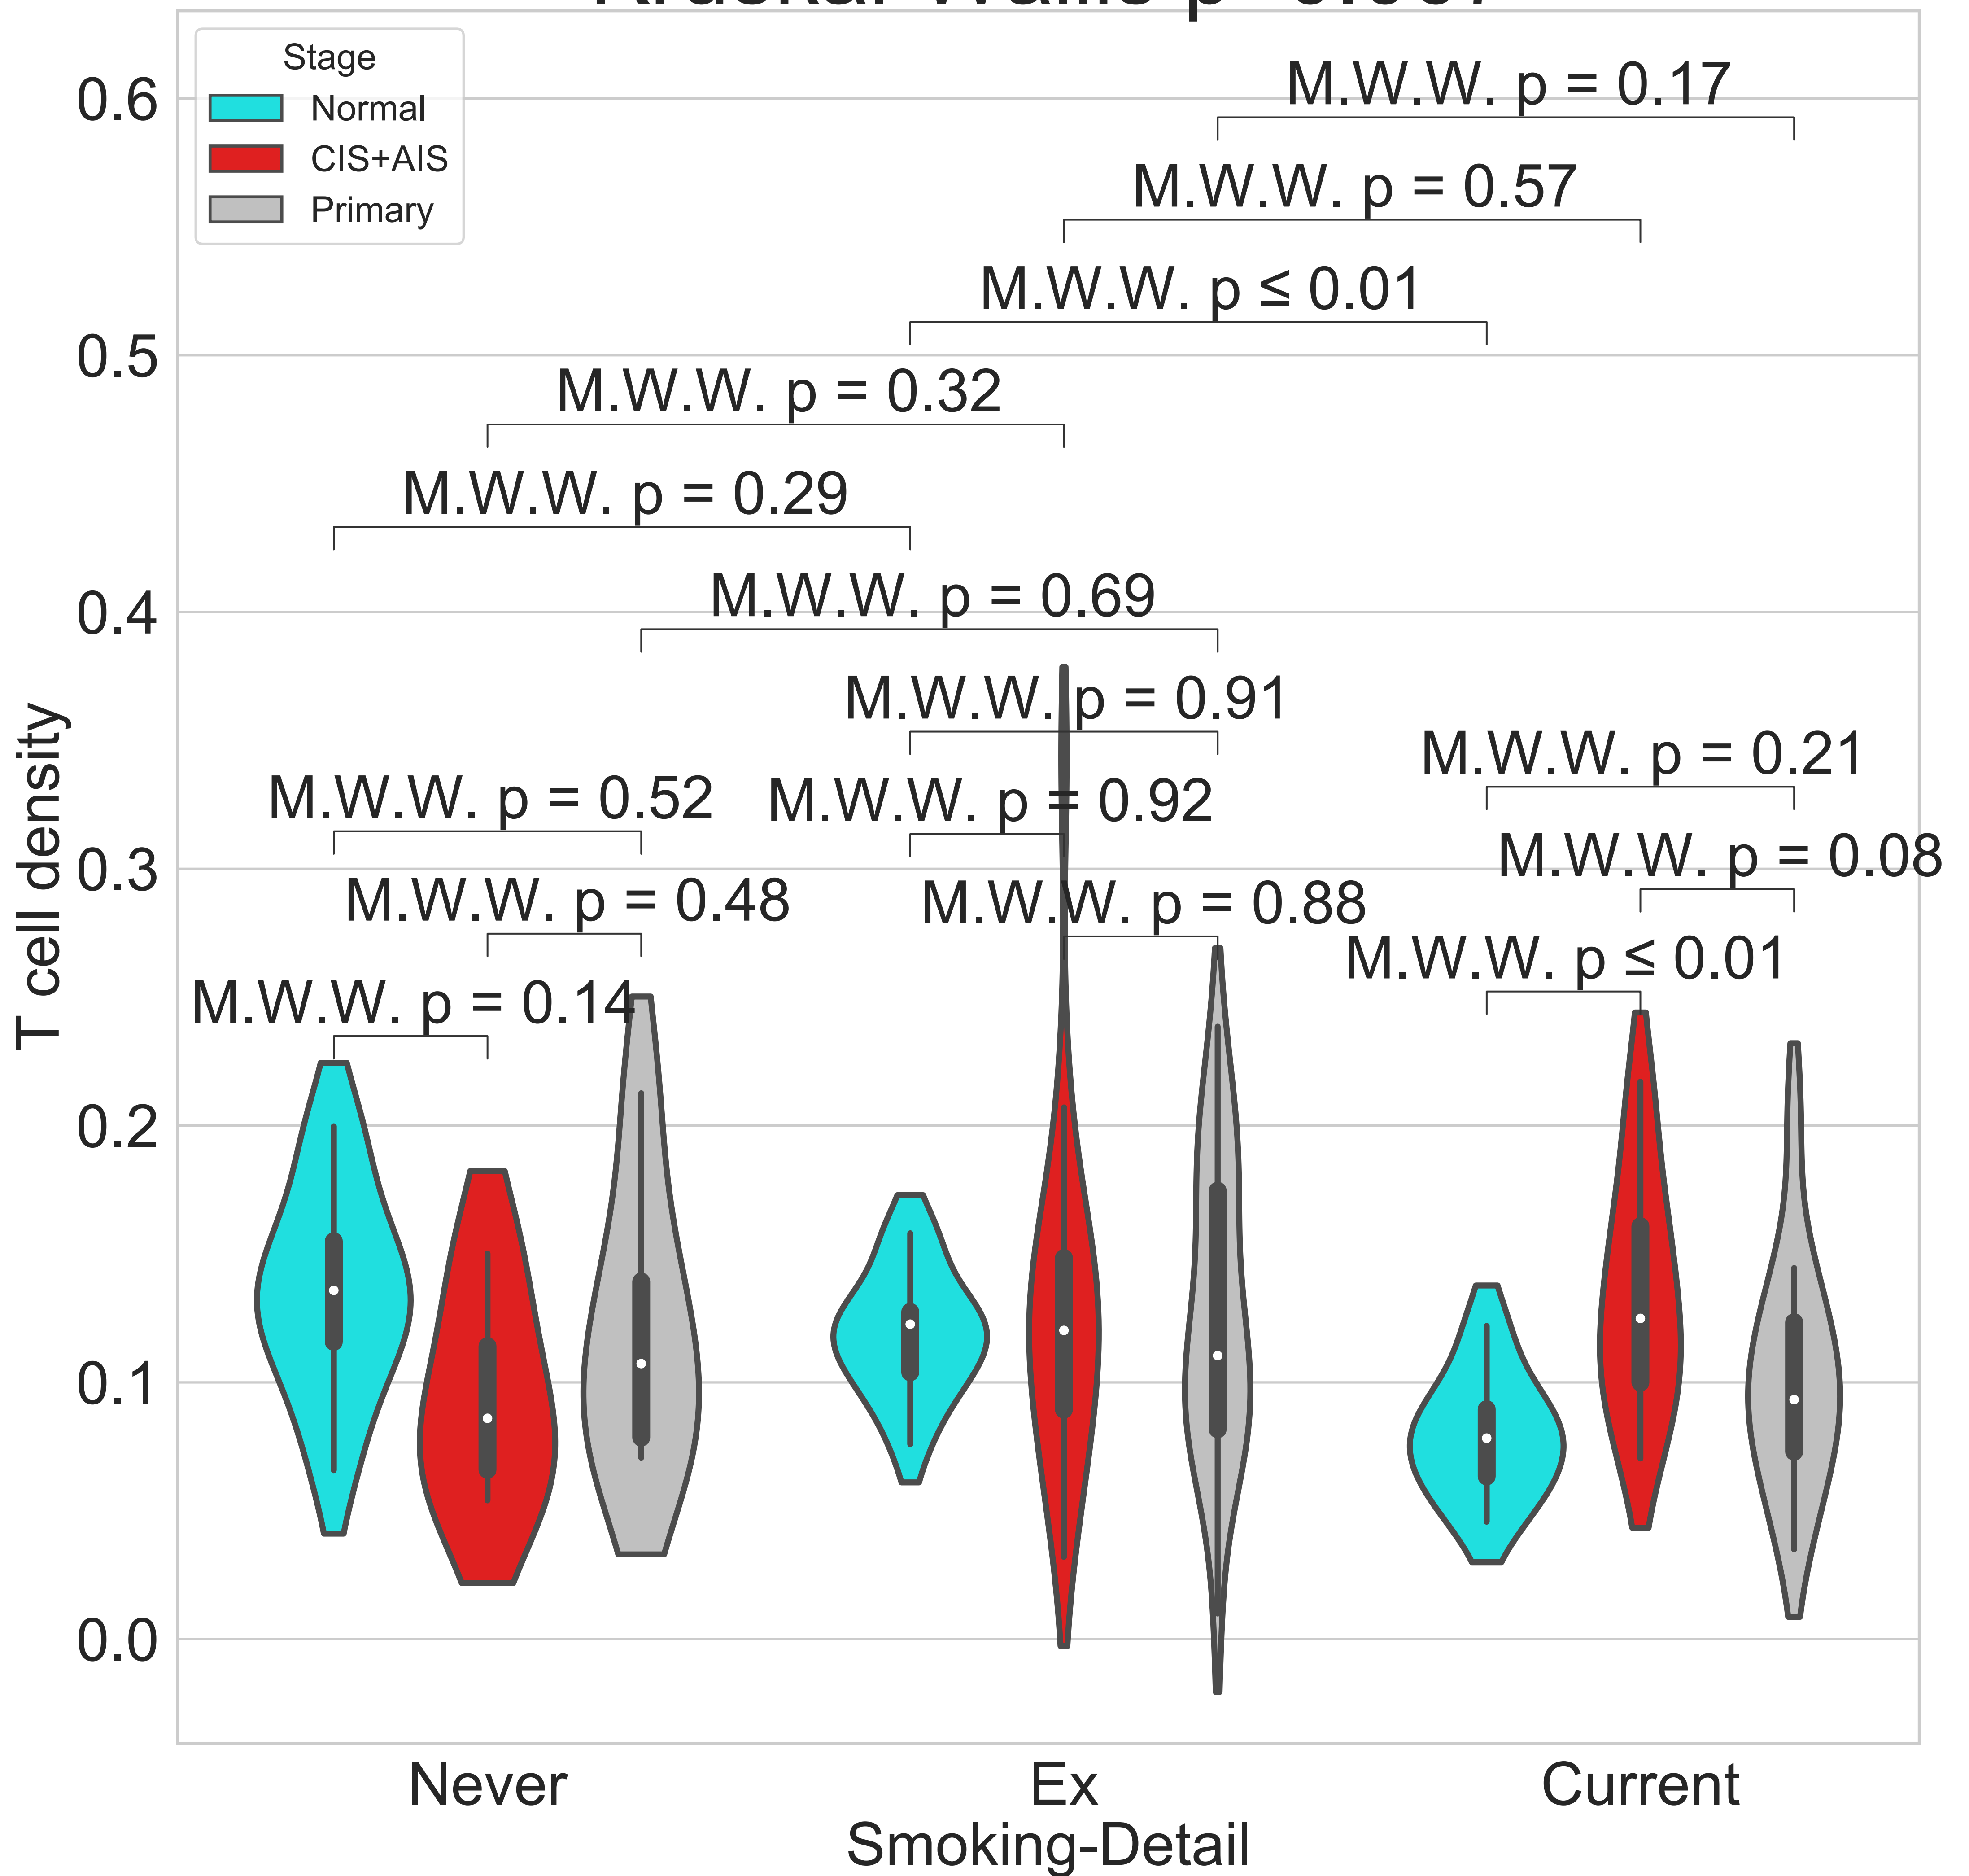 Stage
Normal
CIS+AIS
Primary
0.6
0.5
0.4
0.3
0.2
0.1
0.0
T cell density
M.W.W. p = 0.17
M.W.W. p = 0.57
M.W.W. p ≤ 0.01
M.W.W. p = 0.32
M.W.W. p = 0.29
M.W.W. p = 0.69
M.W.W. p = 0.91
M.W.W. p = 0.21
M.W.W. p = 0.52
M.W.W. p = 0.92
M.W.W. p = 0.08
M.W.W. p = 0.48
M.W.W. p = 0.88
M.W.W. p ≤ 0.01
M.W.W. p = 0.14
Never
Ex
Current
Smoking-Detail